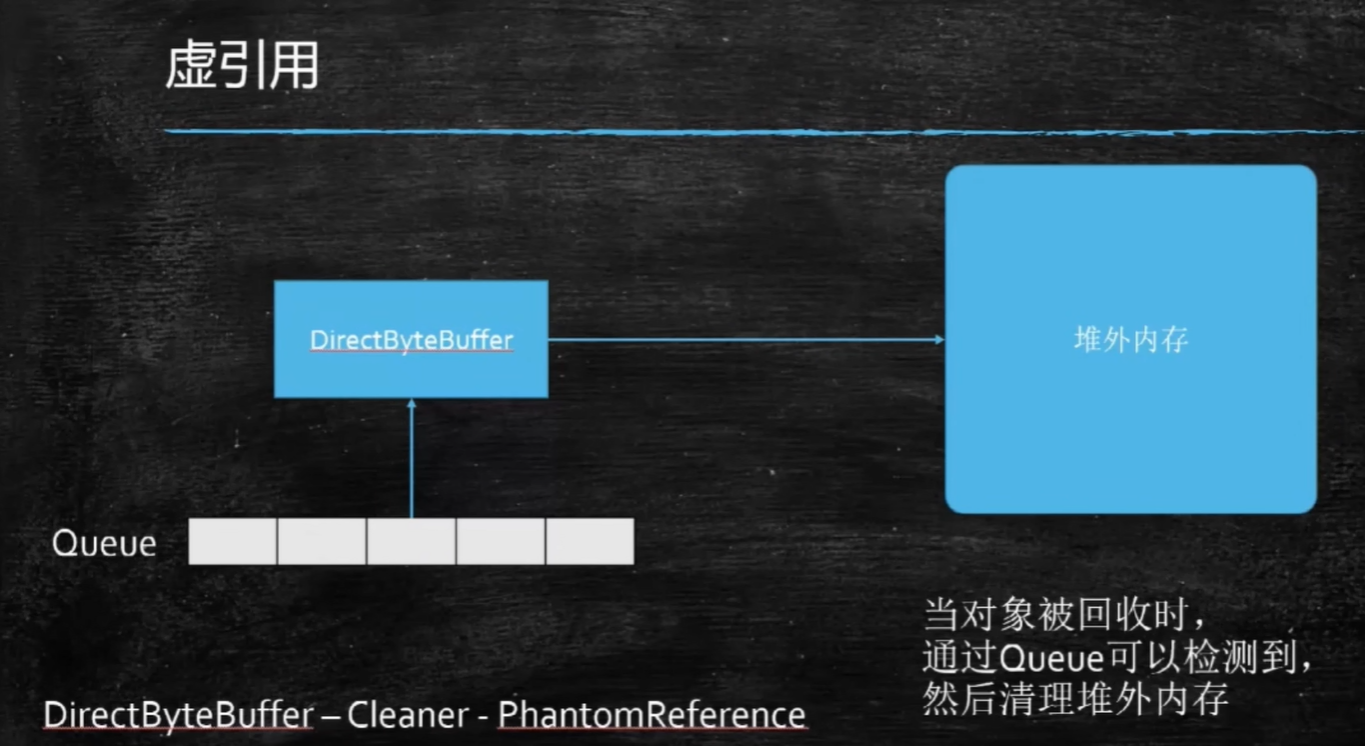 虚引用
DirectByteBuffer
堆外内存
Queue
当对象被回收时，
通过Queue可以检测到，
然后清理堆外内存
DirectByteBuffer – Cleaner - PhantomReference